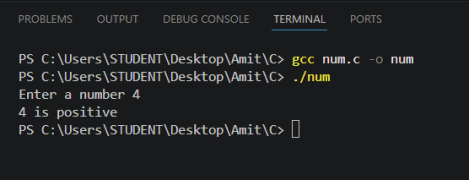 PROBLEMS OUTPUT DEBUG CONSOLE TERMINAL PORTS
PS C:\Users\STUDENT\Desktop\Amit\C> gcc num.c -o num
PS C:\Users\STUDENT\Desktop\Amit\C> ./num
Enter a number 4
4 is positive
PS C:\Users\STUDENT\Desktop\Amit\C>